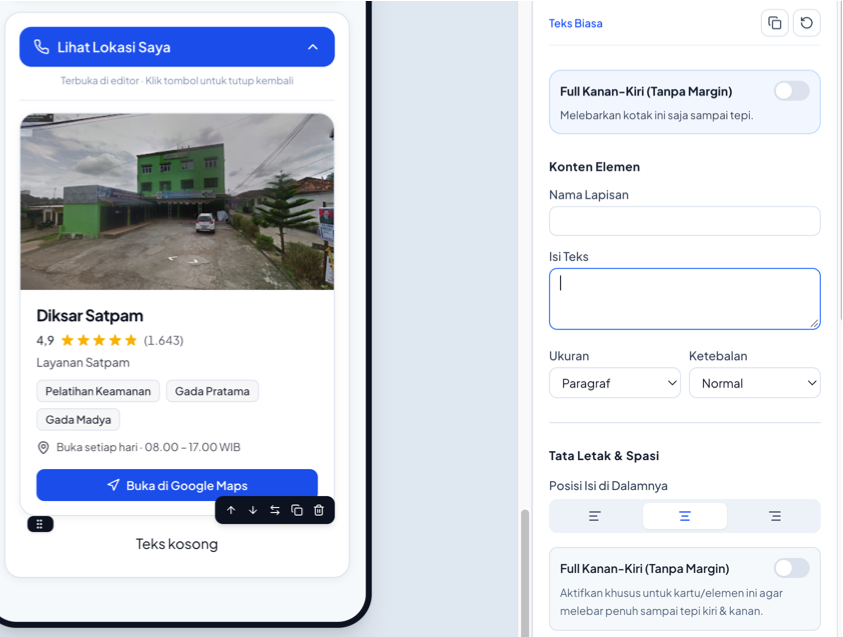 Lihat Lokasi Saya
Terbuka di editor · Klik tombol untuk tutup kembali
Diksar Satpam
4,9 (1.643)
Layanan Satpam
Pelatihan Keamanan
Gada Pratama
Gada Madya
Buka setiap hari · 08.00 – 17.00 WIB
Buka di Google Maps
Teks kosong
Teks Biasa
Full Kanan-Kiri (Tanpa Margin)
Melebarkan kotak ini saja sampai tepi.
Konten Elemen
Nama Lapisan
Isi Teks
Ukuran
Ketebalan
Paragraf
Normal
Tata Letak & Spasi
Posisi Isi di Dalamnya
Full Kanan-Kiri (Tanpa Margin)
Aktifkan khusus untuk kartu/elemen ini agar
melebar penuh sampai tepi kiri & kanan.